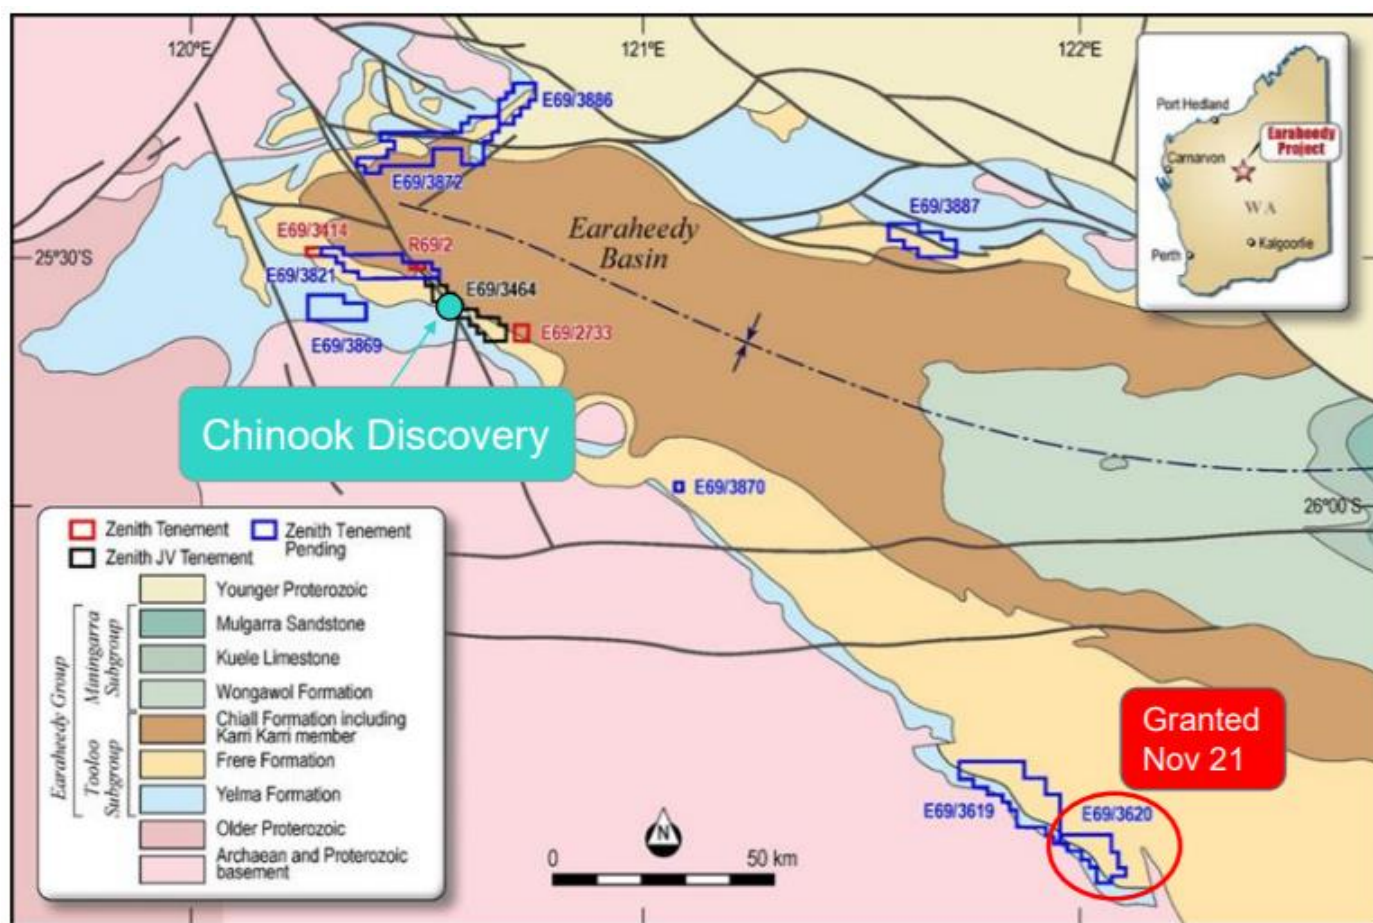 120°E
121°E
122°E
E69/3886
Port Hedland
Earaheedy
Project
Carnarvon
WA
Kalgoorlie
Perth
E69/3872
E69/3887
E69/3414
R69/2
Earaheedy
Basin
25°30'S
E69/3821
E69/3464
E69/3869
E69/2733
Chinook Discovery
E69/3870
26°00'S
Zenith Tenement
Zenith Tenement
Pending
Zenith JV Tenement
Younger Proterozoic
Mulgarra Sandstone
Kuele Limestone
Wongawol Formation
Chiall Formation including
Karri Karri member
Frere Formation
Yelma Formation
Older Proterozoic
Archaean and Proterozoic
basement
Earaheedy Group
Miningarra
Subgroup
Tooloo
Subgroup
Granted
Nov 21
E69/3619
E69/3620
N
0
50 km